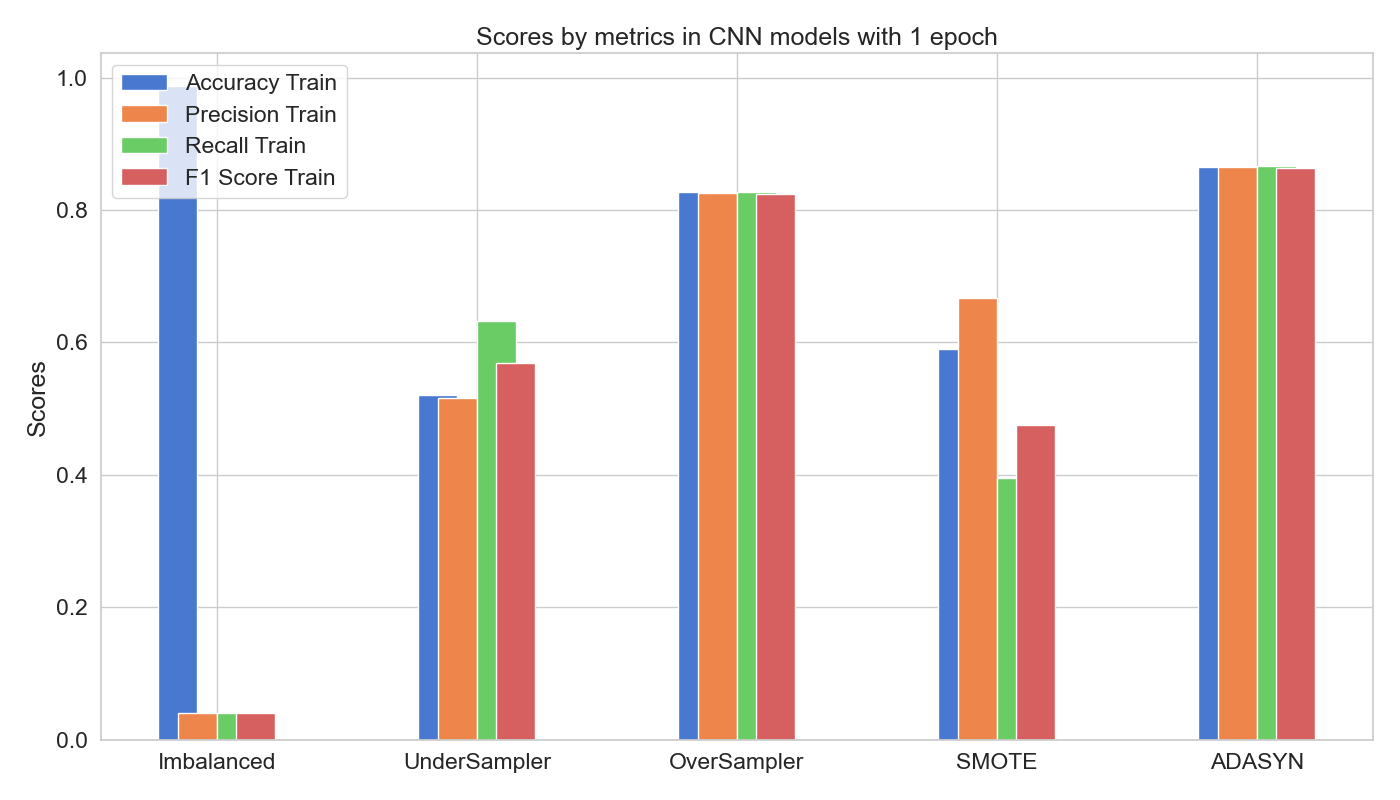 Scores by metrics in CNN models with 1 epoch
Accuracy Train
Precision Train
Recall Train
F1 Score Train
1.0
0.8
0.6
0.4
0.2
0.0
Scores
Imbalanced
UnderSampler
OverSampler
SMOTE
ADASYN